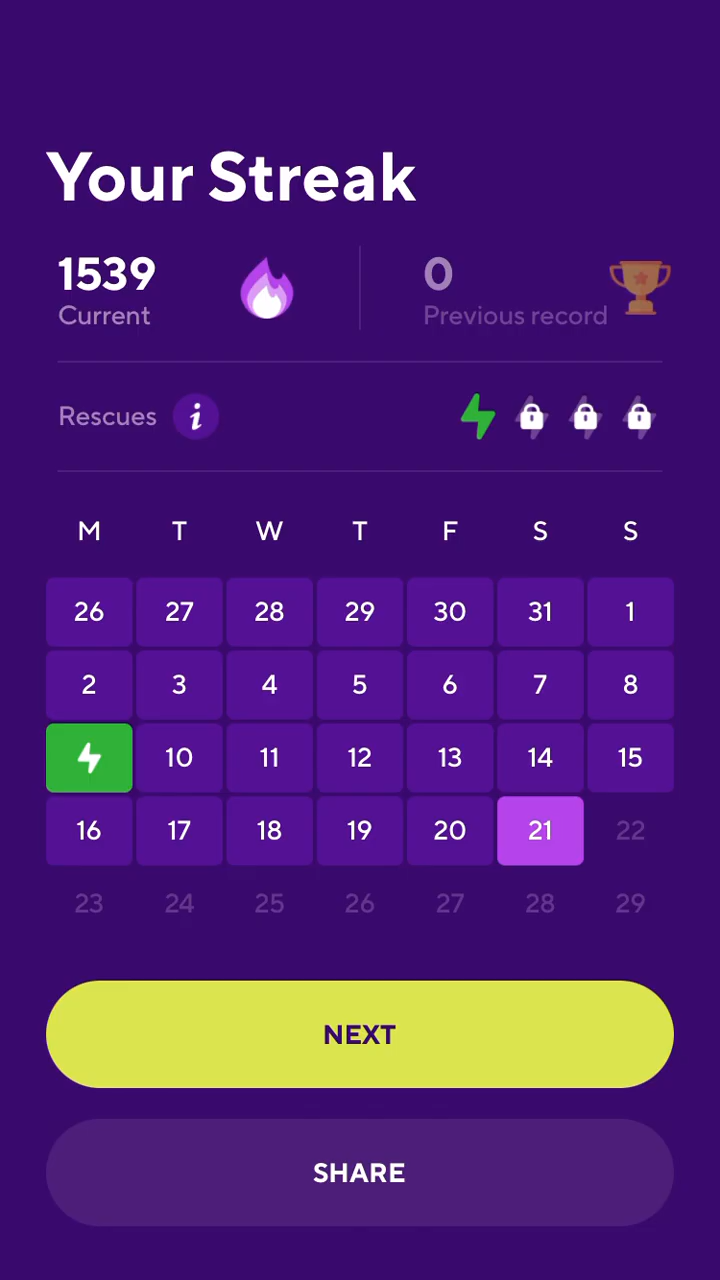 Your Streak
1539
Current
0
Previous record
Rescues i
M T W T F S S
26 27 28 29 30 31 1
2 3 4 5 6 7 8
10 11 12 13 14 15
16 17 18 19 20 21 22
23 24 25 26 27 28 29
NEXT
SHARE